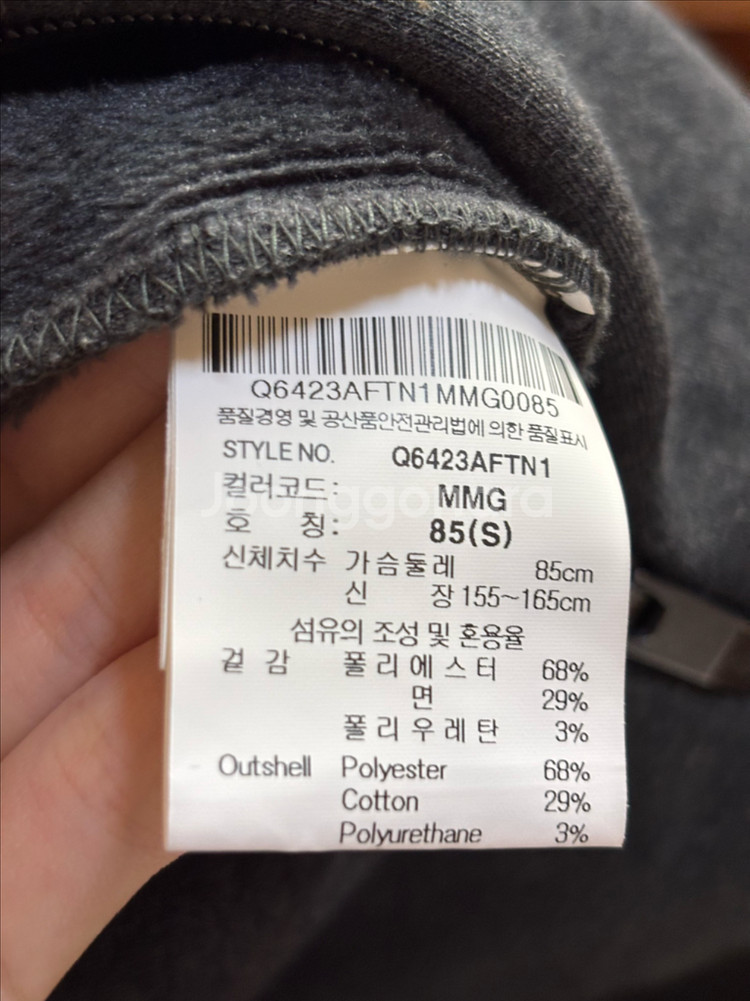 Q6423AFTN1MMG0085
품질경영 및 공산품안전관리법에 의한 품질표시
STYLE NO. Q6423AFTN1
컬러코드: MMG
호 칭: 85(S)
신체치수 가슴둘레 85cm
신 장 155~165cm
섬유의 조성 및 혼용율
겉 감 폴리에스터 68%
면 29%
폴리우레탄 3%
Outshell Polyester 68%
Cotton 29%
Polyurethane 3%